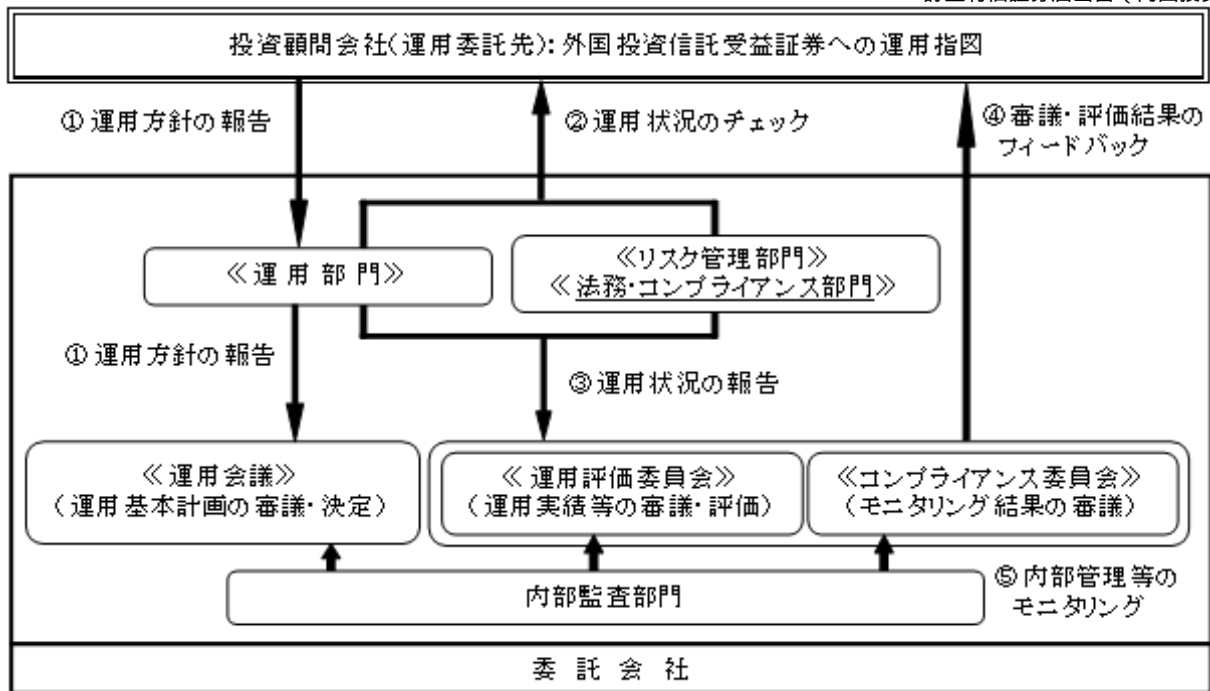 投資顧問会社(運用委託先):外国投資信託受益証券への運用指図
①運用方針の報告
②運用状況のチェック
④審議・評価結果の
フィードバック
≪運用部門≫
≪リスク管理部門≫
≪法務・コンプライアンス部門≫
①運用方針の報告
③運用状況の報告
≪運用会議≫
(運用基本計画の審議・決定)
≪運用評価委員会≫
(運用実績等の審議・評価)
≪コンプライアンス委員会≫
(モニタリング結果の審議)
内部監査部門
⑤内部管理等の
モニタリング
委託会社